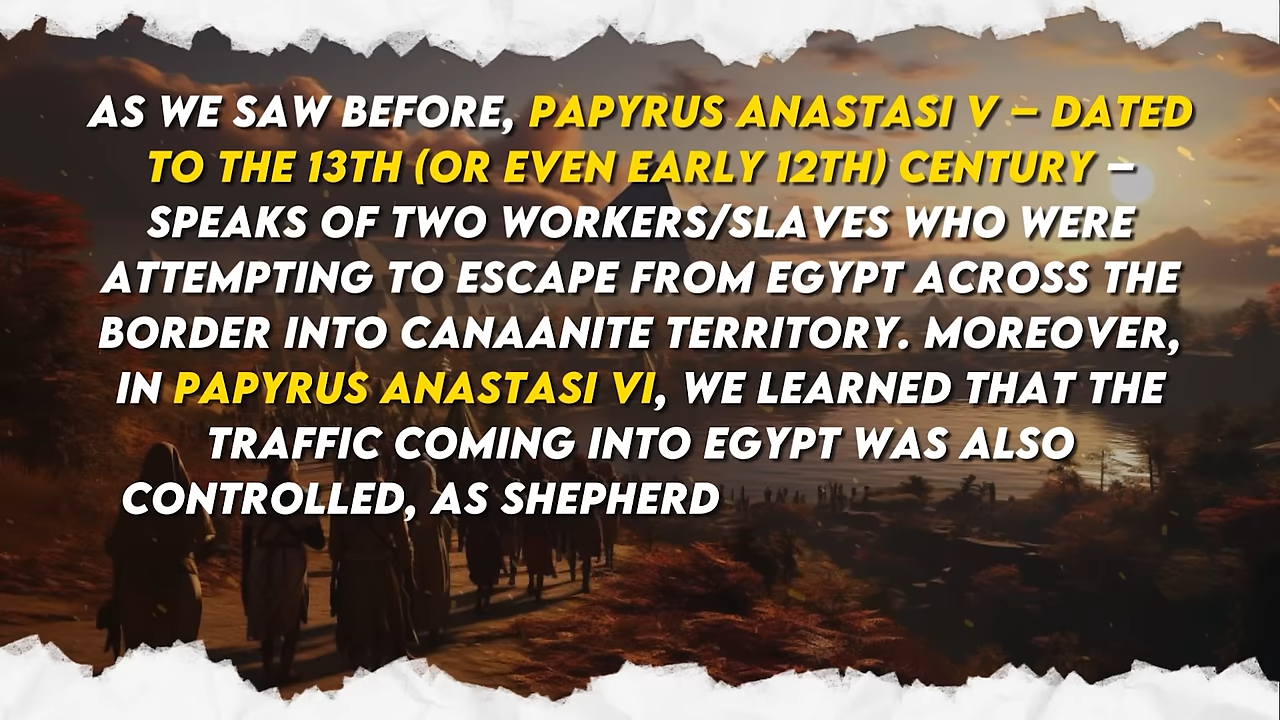 AS WE SAW BEFORE, PAPYRUS ANASTASI V – DATED
TO THE 13TH (OR EVEN EARLY 12TH) CENTURY –
SPEAKS OF TWO WORKERS/SLAVES WHO WERE
ATTEMPTING TO ESCAPE FROM EGYPT ACROSS THE
BORDER INTO CANAANITE TERRITORY. MOREOVER,
IN PAPYRUS ANASTASI VI, WE LEARNED THAT THE
TRAFFIC COMING INTO EGYPT WAS ALSO
CONTROLLED, AS SHEPHERD